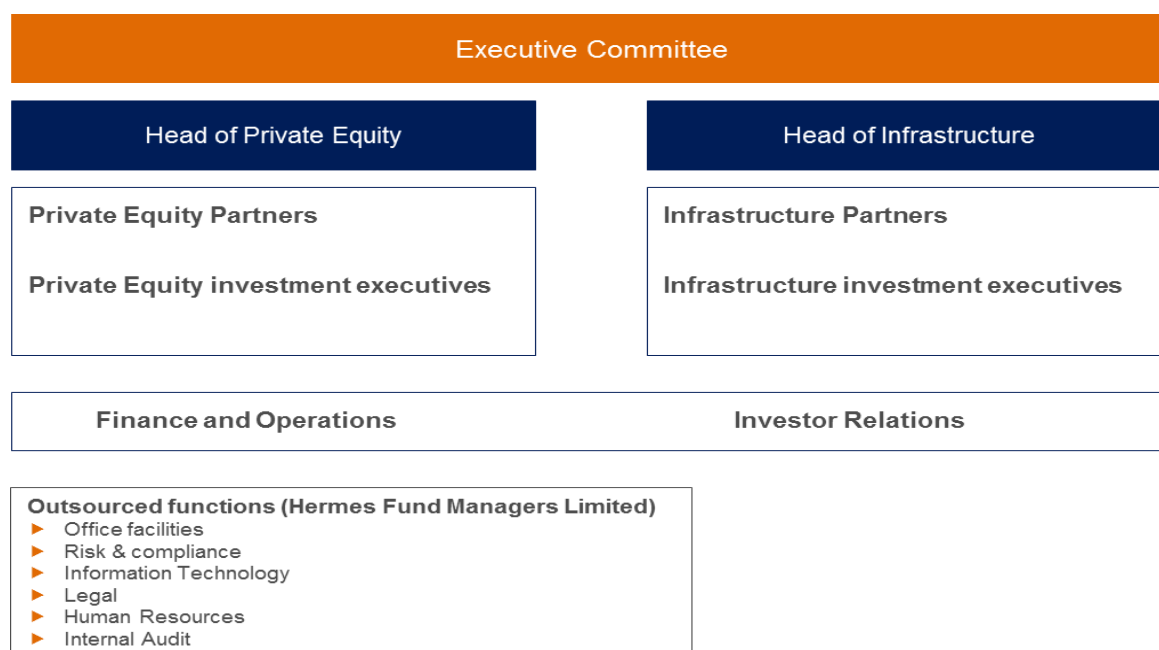 Executive Committee
Head of Private Equity
Head of Infrastructure
Private Equity Partners
Private Equity investment executives
Infrastructure Partners
Infrastructure investment executives
Finance and Operations
Investor Relations
Outsourced functions (Hermes Fund Managers Limited)
► Office facilities
► Risk & compliance
► Information Technology
► Legal
► Human Resources
► Internal Audit